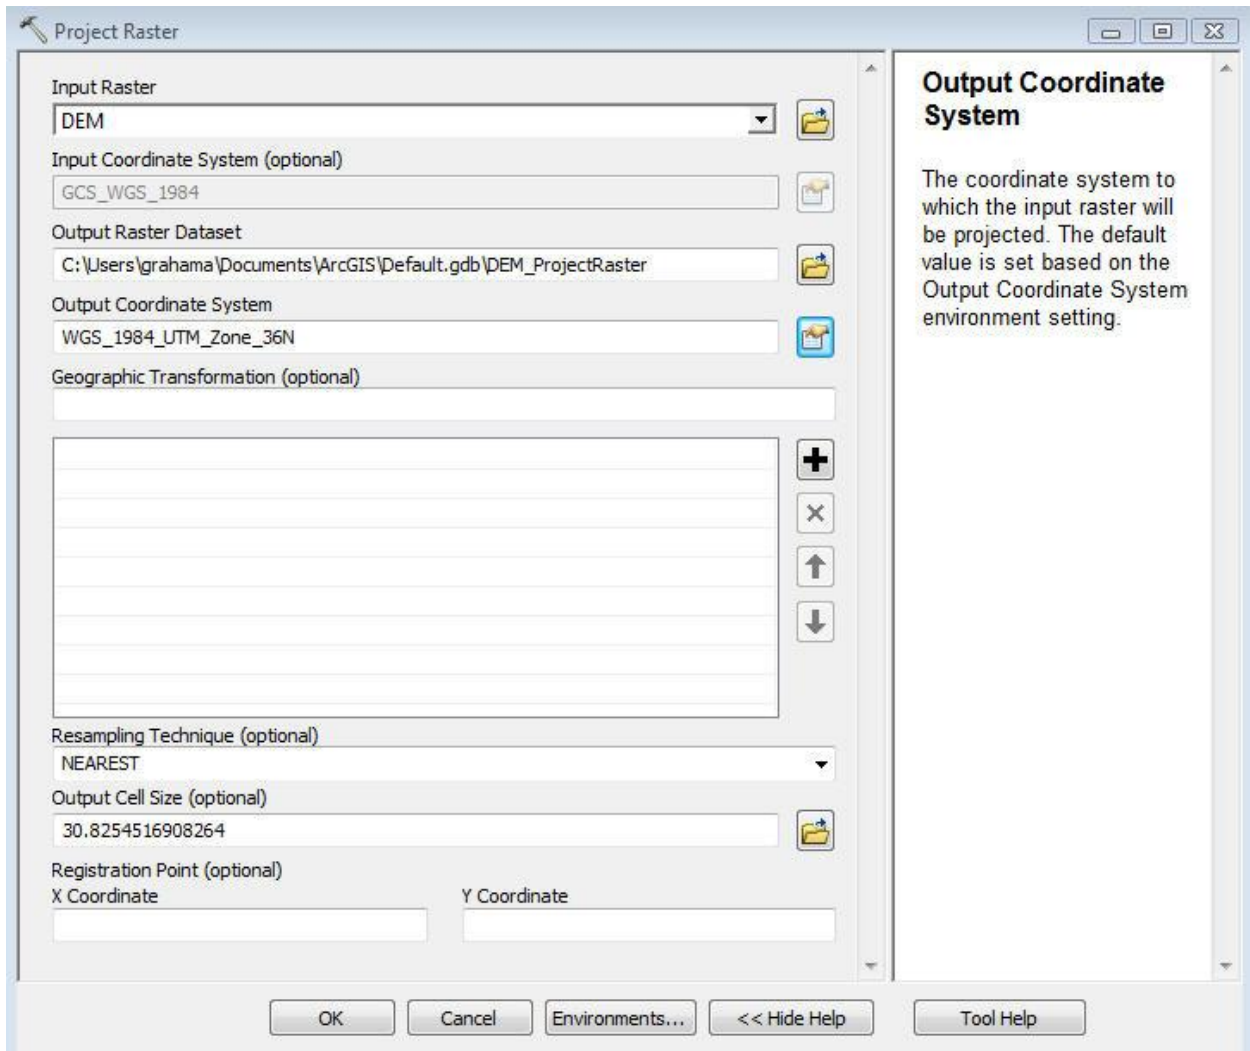 Project Raster
Input Raster
DEM
Input Coordinate System (optional)
GCS_WGS_1984
Output Raster Dataset
C:\Users\grahama\Documents\ArcGIS\Default.gdb\DEM_ProjectRaster
Output Coordinate System
WGS_1984_UTM_Zone_36N
Geographic Transformation (optional)
Resampling Technique (optional)
NEAREST
Output Cell Size (optional)
30.8254516908264
Registration Point (optional)
X Coordinate
Y Coordinate
Output Coordinate
System
The coordinate system to
which the input raster will
be projected. The default
value is set based on the
Output Coordinate System
environment setting.
OK
Cancel
Environments...
<< Hide Help
Tool Help